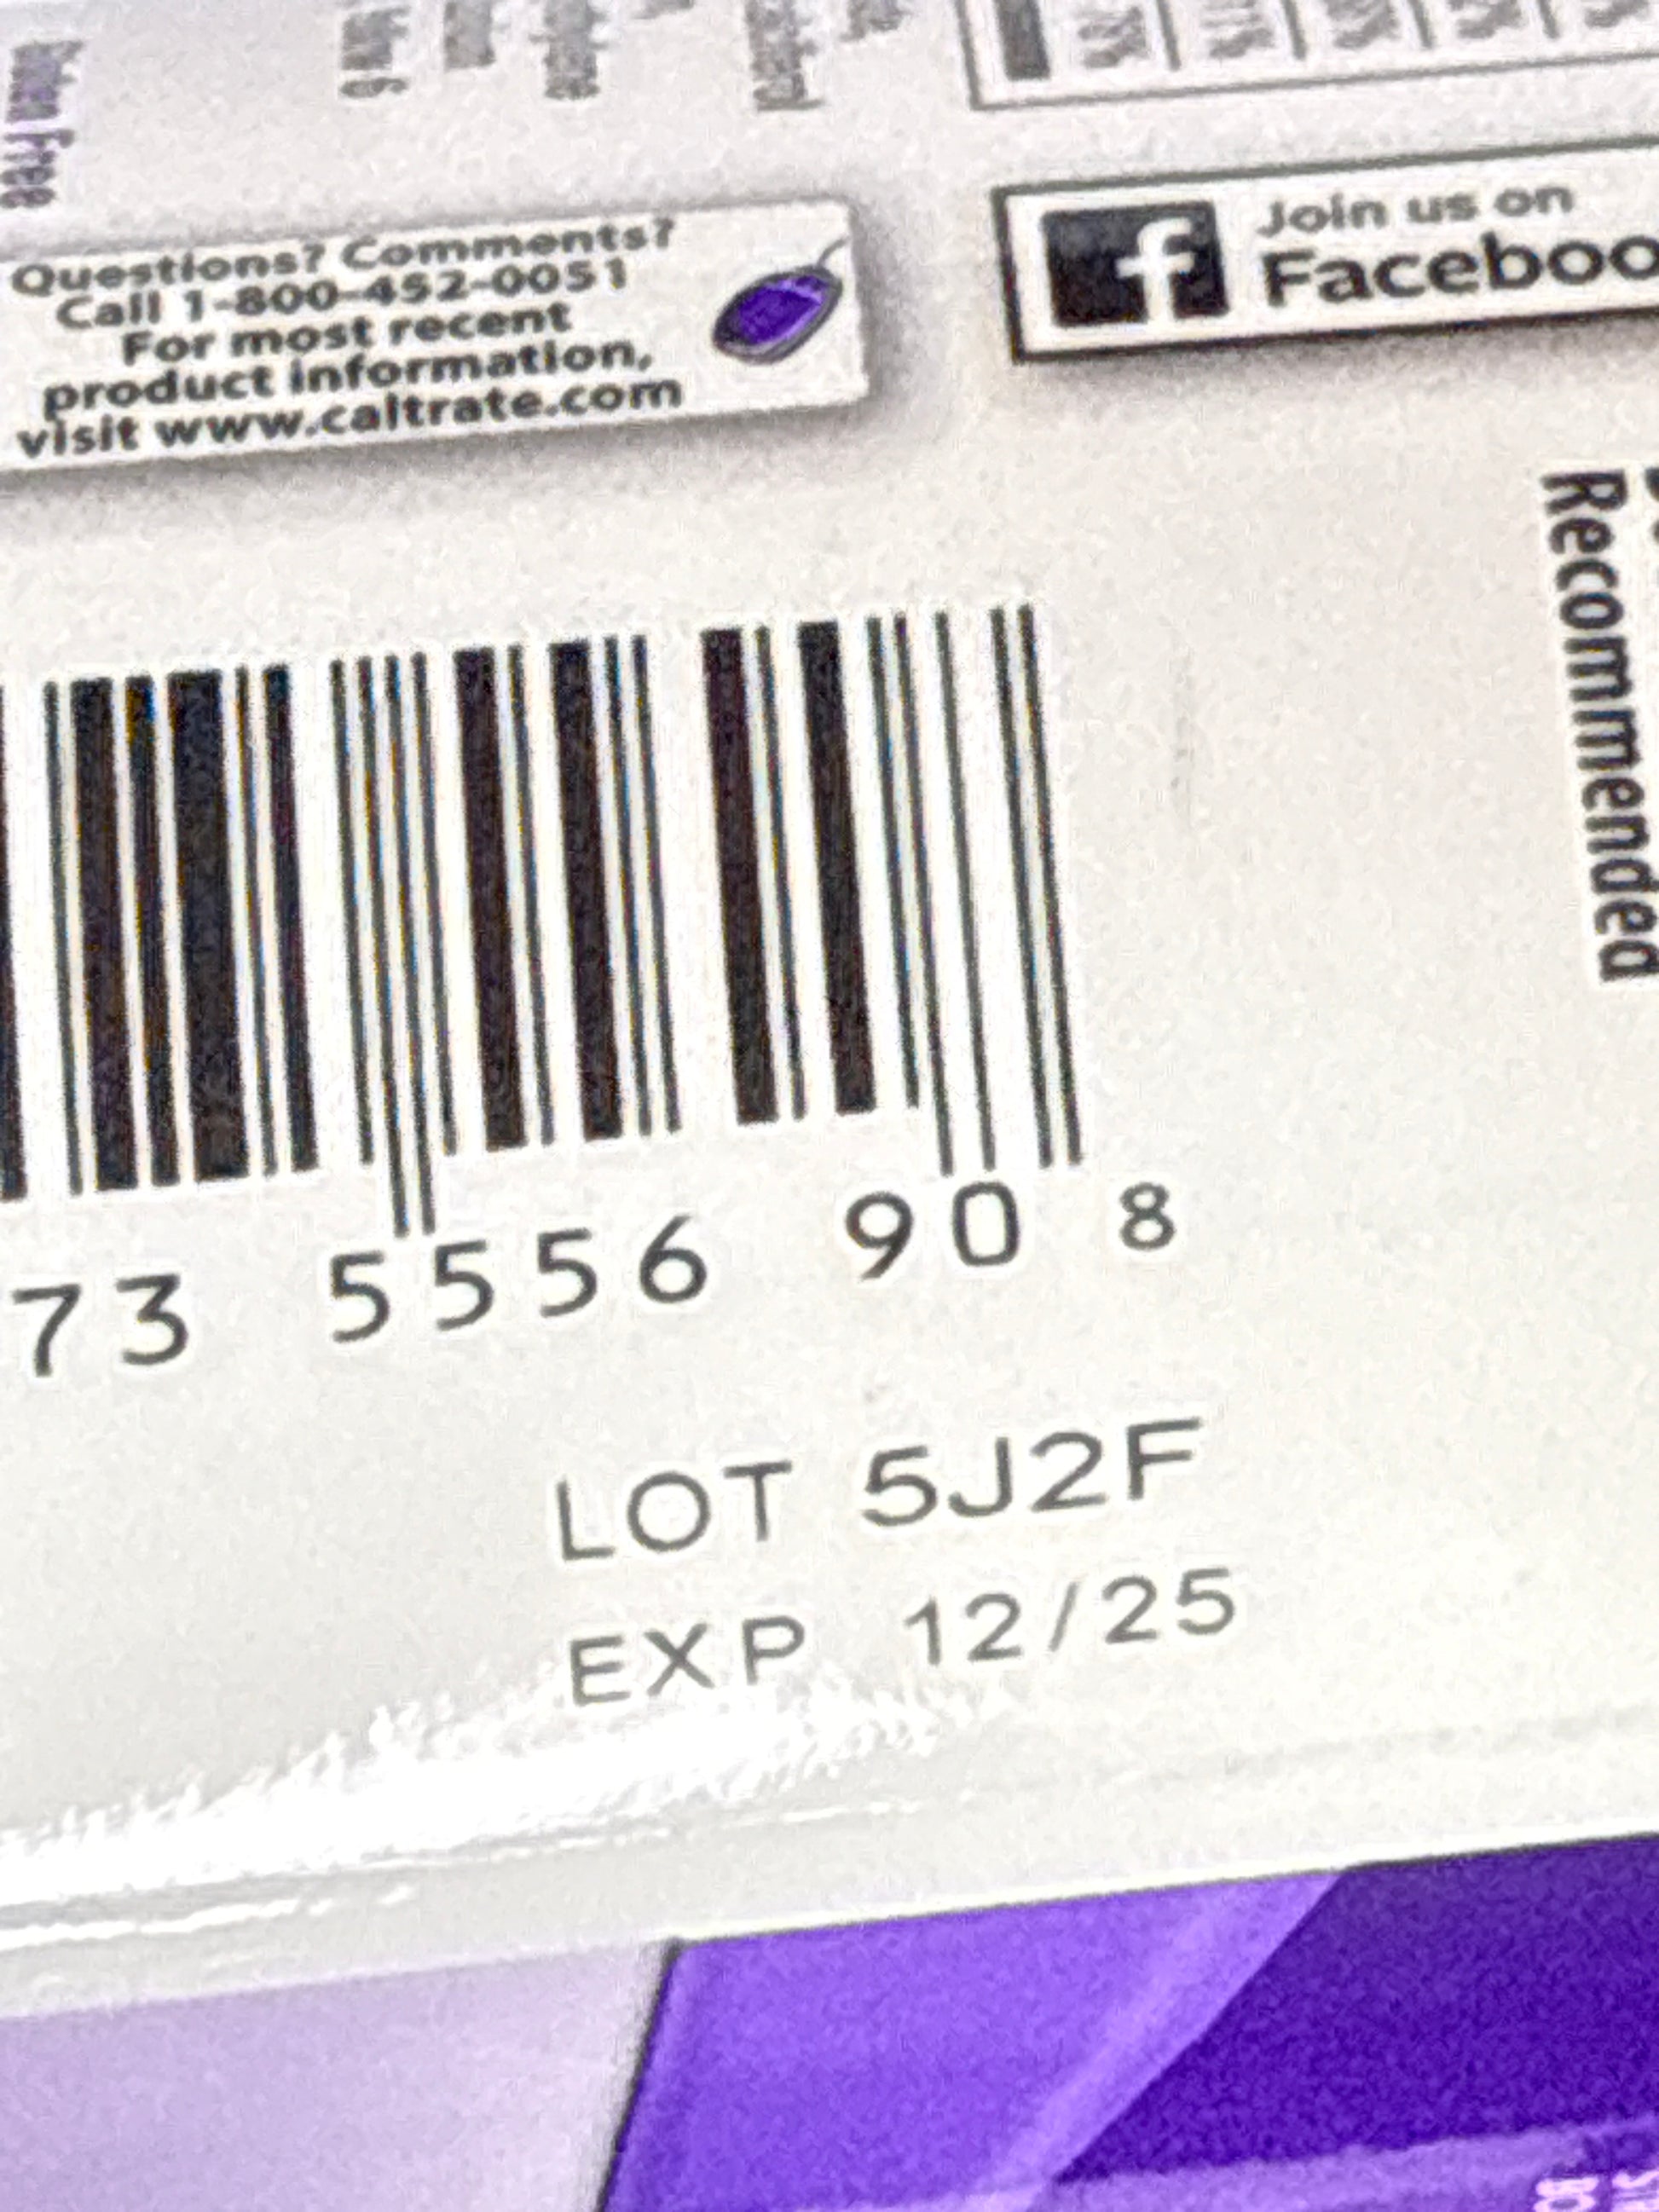 Questions? Comments?
Call 1-800-452-0051
For most recent
product information,
visit www.caltrate.com
Join us on
Faceboo
Recommended
73 5556 90 8
LOT 5J2F
EXP 12/25
Free